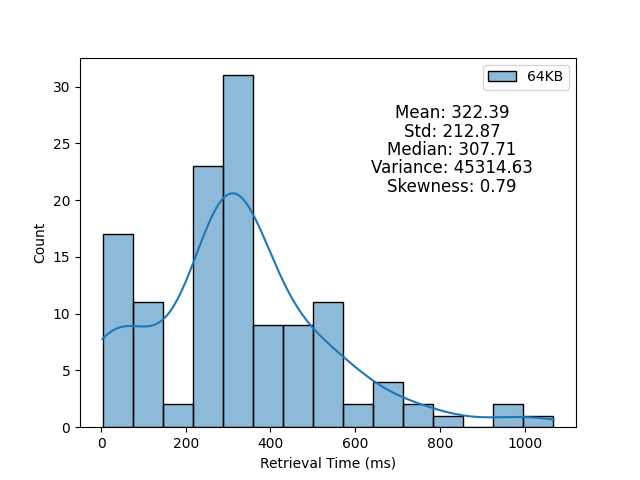 64KB
Mean: 322.39
Std: 212.87
Median: 307.71
Variance: 45314.63
Skewness: 0.79
Count
30
25
20
15
10
5
0
0 200 400 600 800 1000
Retrieval Time (ms)